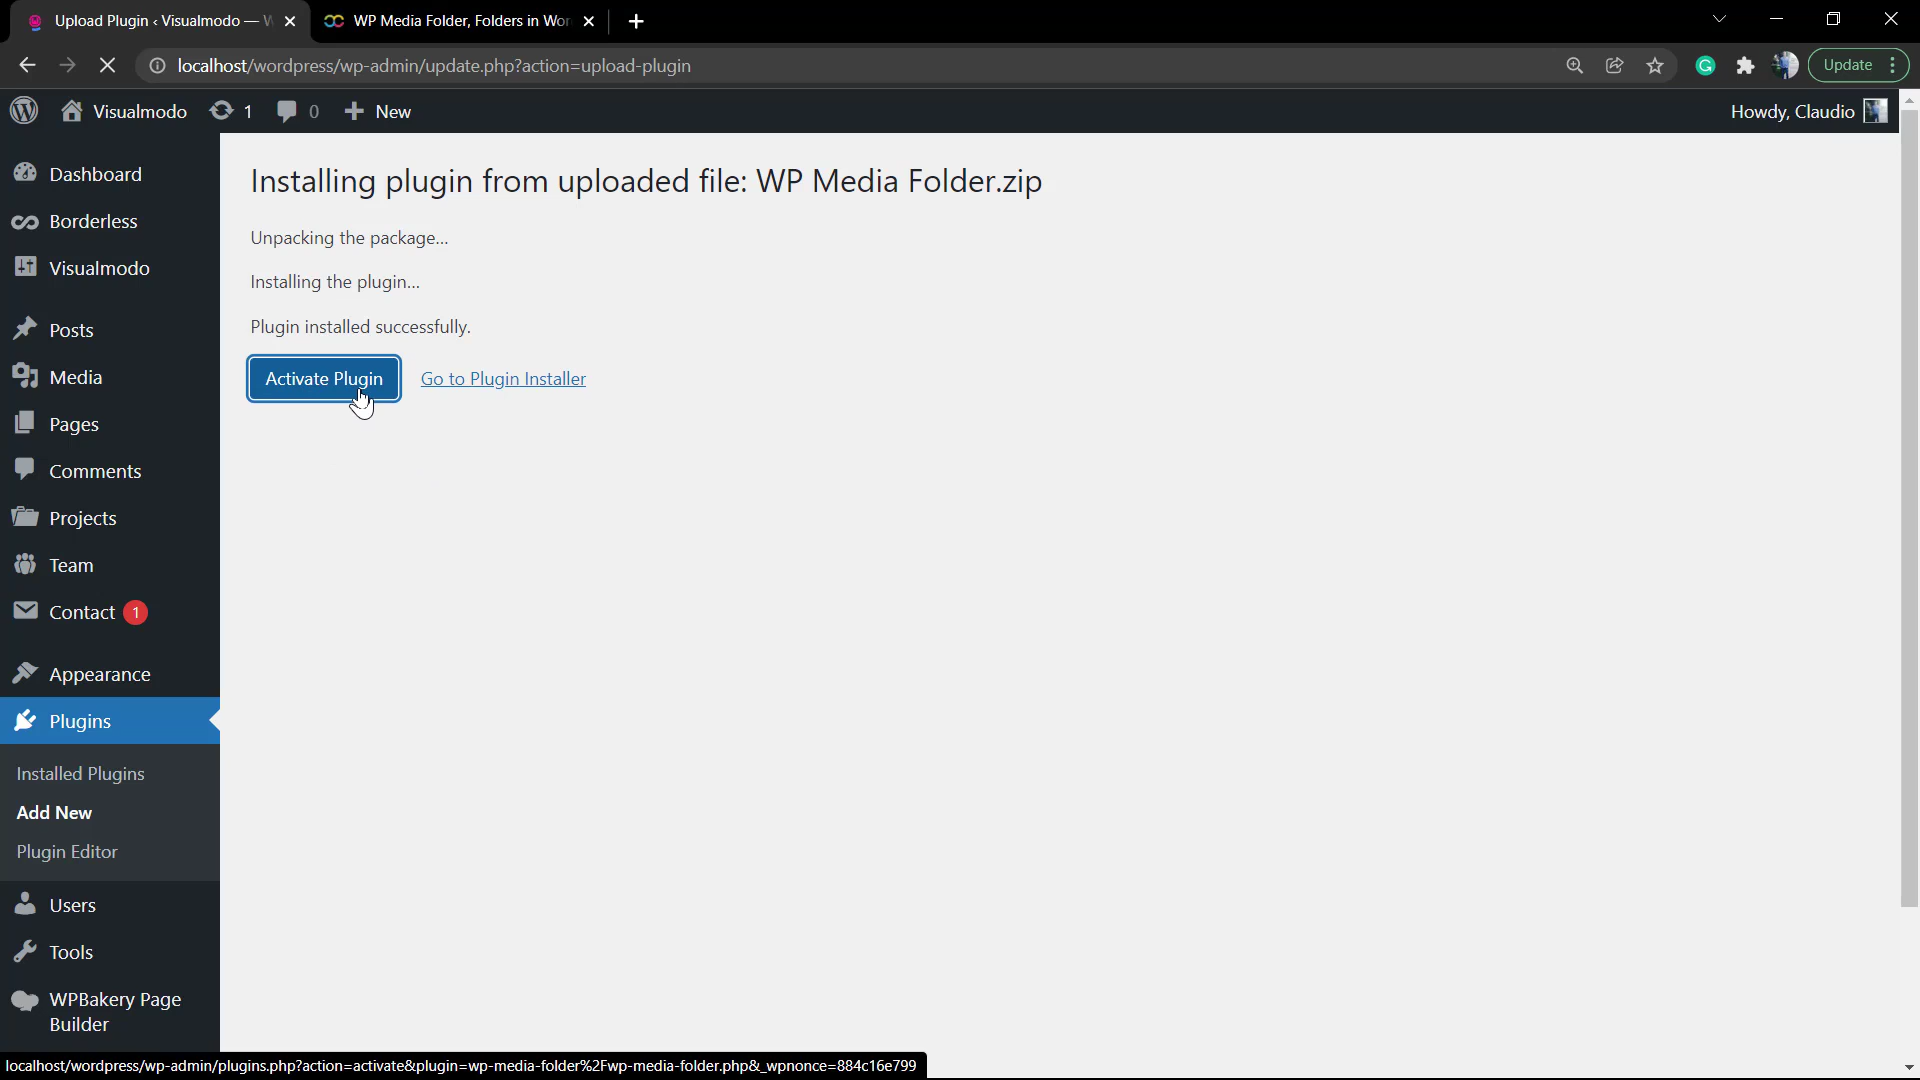 Upload Plugin ‹ Visualmodo — W
WP Media Folder, Folders in Wor
localhost/wordpress/wp-admin/update.php?action=upload-plugin
Update
Visualmodo
1
0
New
Howdy, Claudio
Dashboard
Borderless
Visualmodo
Posts
Media
Pages
Comments
Projects
Team
Contact 1
Appearance
Plugins
Installed Plugins
Add New
Plugin Editor
Users
Tools
WPBakery Page
Builder
Installing plugin from uploaded file: WP Media Folder.zip
Unpacking the package...
Installing the plugin...
Plugin installed successfully.
Activate Plugin
Go to Plugin Installer
localhost/wordpress/wp-admin/plugins.php?action=activate&plugin=wp-media-folder%2Fwp-media-folder.php&_wpnonce=884c16e799